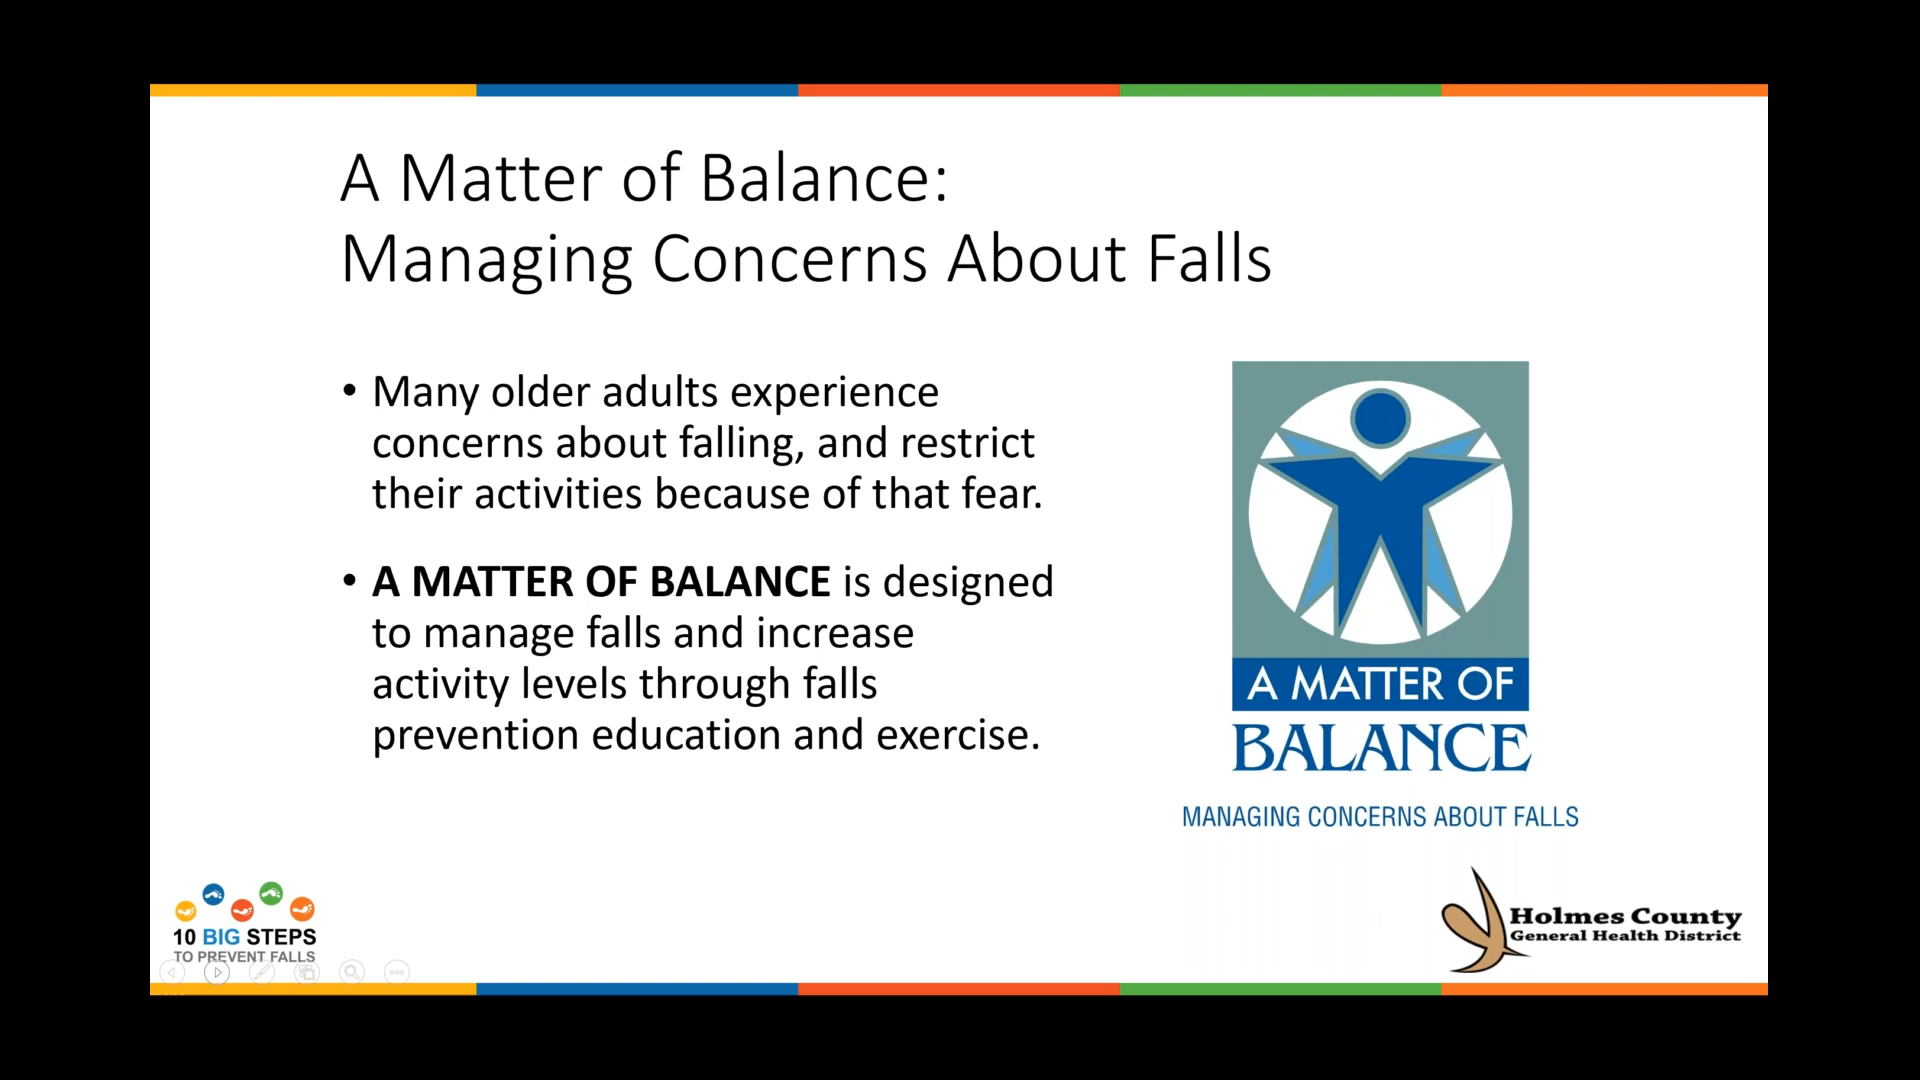 A Matter of Balance:
Managing Concerns About Falls
• Many older adults experience
concerns about falling, and restrict
their activities because of that fear.
• A MATTER OF BALANCE is designed
to manage falls and increase
activity levels through falls
prevention education and exercise.
A MATTER OF
BALANCE
MANAGING CONCERNS ABOUT FALLS
10 BIG STEPS
TO PREVENT FALLS
Holmes County
General Health District